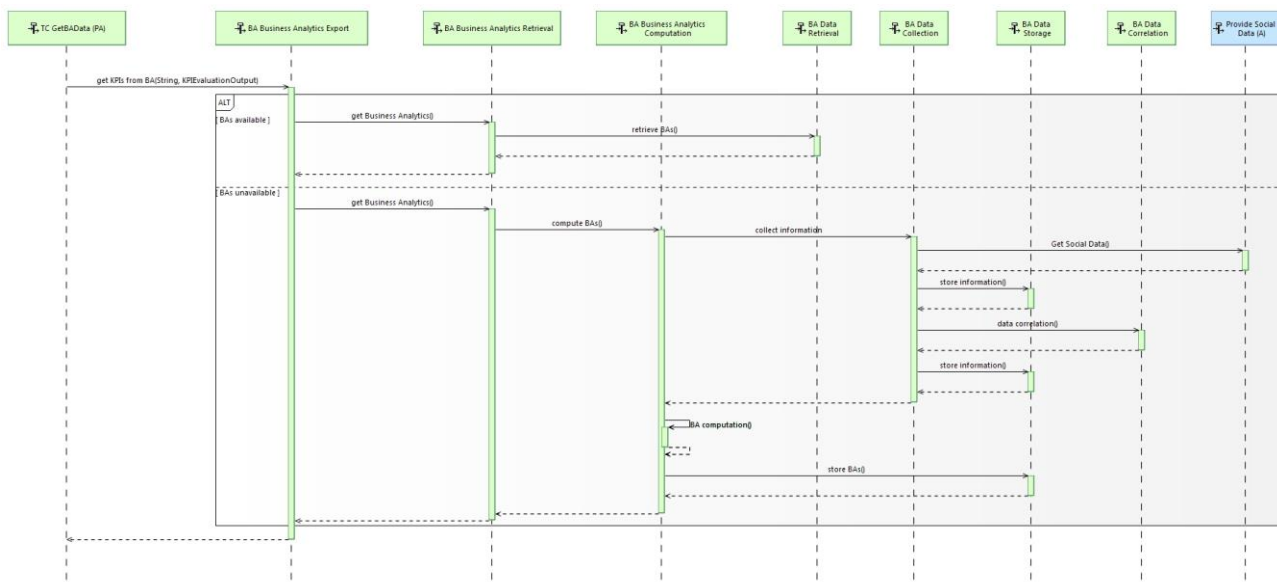 TC GetBAData (PA)
BA Business Analytics Export
BA Business Analytics Retrieval
BA Business Analytics
Computation
BA Data
Retrieval
BA Data
Collection
BA Data
Storage
BA Data
Correlation
Provide Social
Data (A)
get KPIs from BA(String, KPIEvaluationOutput)
ALT
[ BAs available ]
get Business Analytics()
retrieve BAs()
[ BAs unavailable ]
get Business Analytics()
compute BAs()
collect information
Get Social Data()
store information()
data correlation()
store information()
BA computation()
store BAs()